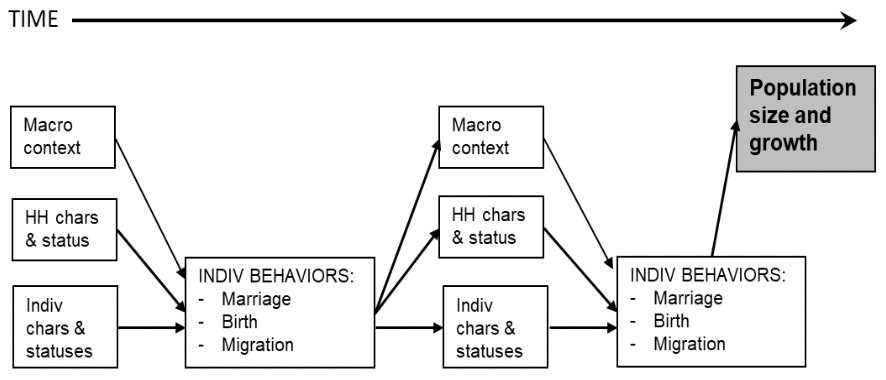 TIME
Macro
context
HH chars
& status
Indiv
chars &
statuses
INDIV BEHAVIORS:
- Marriage
- Birth
- Migration
Macro
context
HH chars
& status
Indiv
chars &
statuses
INDIV BEHAVIORS:
- Marriage
- Birth
- Migration
Population
size and
growth